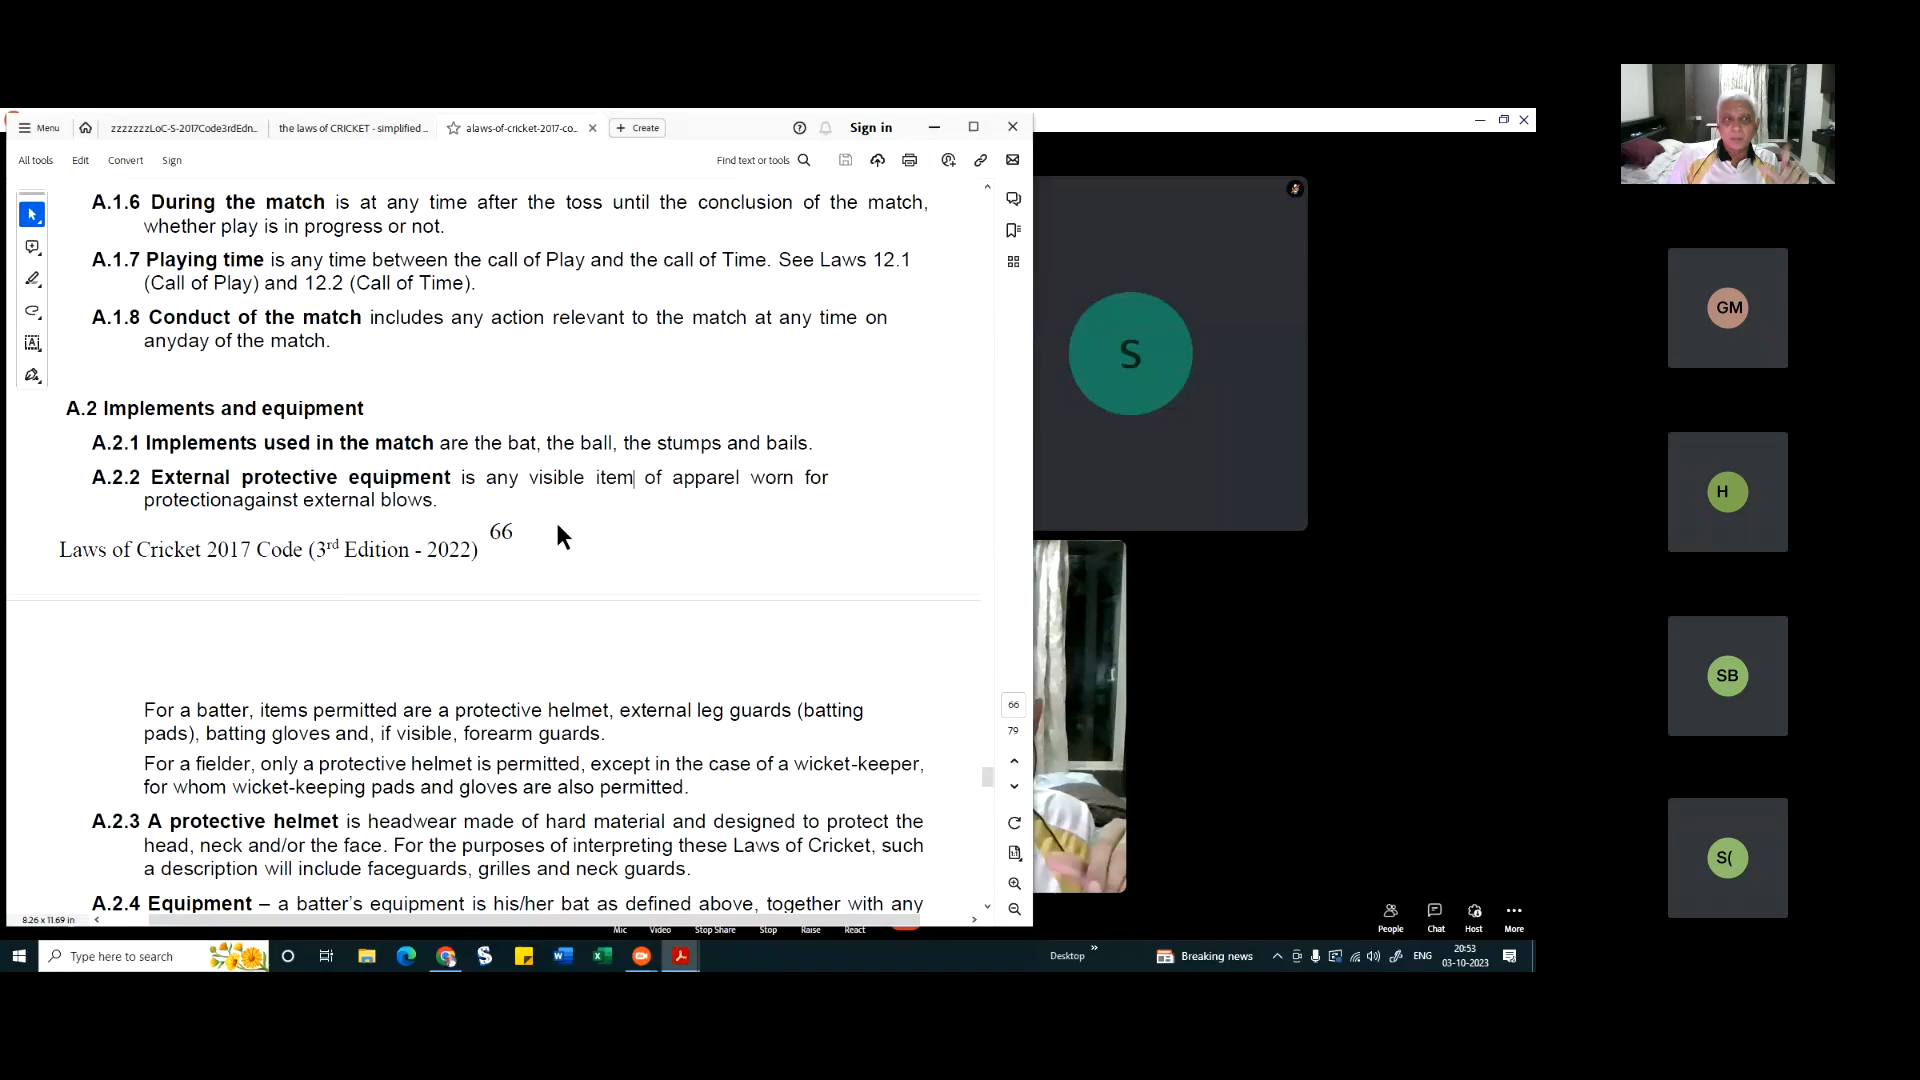 Menu
zzzzzzzLoC-S-2017Code3rdEdn...
the laws of CRICKET - simplified ...
alaws-of-cricket-2017-co...
Create
Sign in
All tools
Edit
Convert
Sign
Find text or tools
A.1.6 During the match is at any time after the toss until the conclusion of the match,
whether play is in progress or not.
A.1.7 Playing time is any time between the call of Play and the call of Time. See Laws 12.1
(Call of Play) and 12.2 (Call of Time).
A.1.8 Conduct of the match includes any action relevant to the match at any time on
anyday of the match.
A.2 Implements and equipment
A.2.1 Implements used in the match are the bat, the ball, the stumps and bails.
A.2.2 External protective equipment is any visible item of apparel worn for
protectionagainst external blows.
66
Laws of Cricket 2017 Code (3rd Edition - 2022)
For a batter, items permitted are a protective helmet, external leg guards (batting
pads), batting gloves and, if visible, forearm guards.
For a fielder, only a protective helmet is permitted, except in the case of a wicket-keeper,
for whom wicket-keeping pads and gloves are also permitted.
A.2.3 A protective helmet is headwear made of hard material and designed to protect the
head, neck and/or the face. For the purposes of interpreting these Laws of Cricket, such
a description will include faceguards, grilles and neck guards.
A.2.4 Equipment – a batter's equipment is his/her bat as defined above, together with any
8.26 x 11.69 in
66
79
S
GM
H
SB
S(
Mic
Video
Stop Share
Stop
Raise
React
People
Chat
Host
More
Type here to search
Desktop
Breaking news
ENG
20:53
03-10-2023